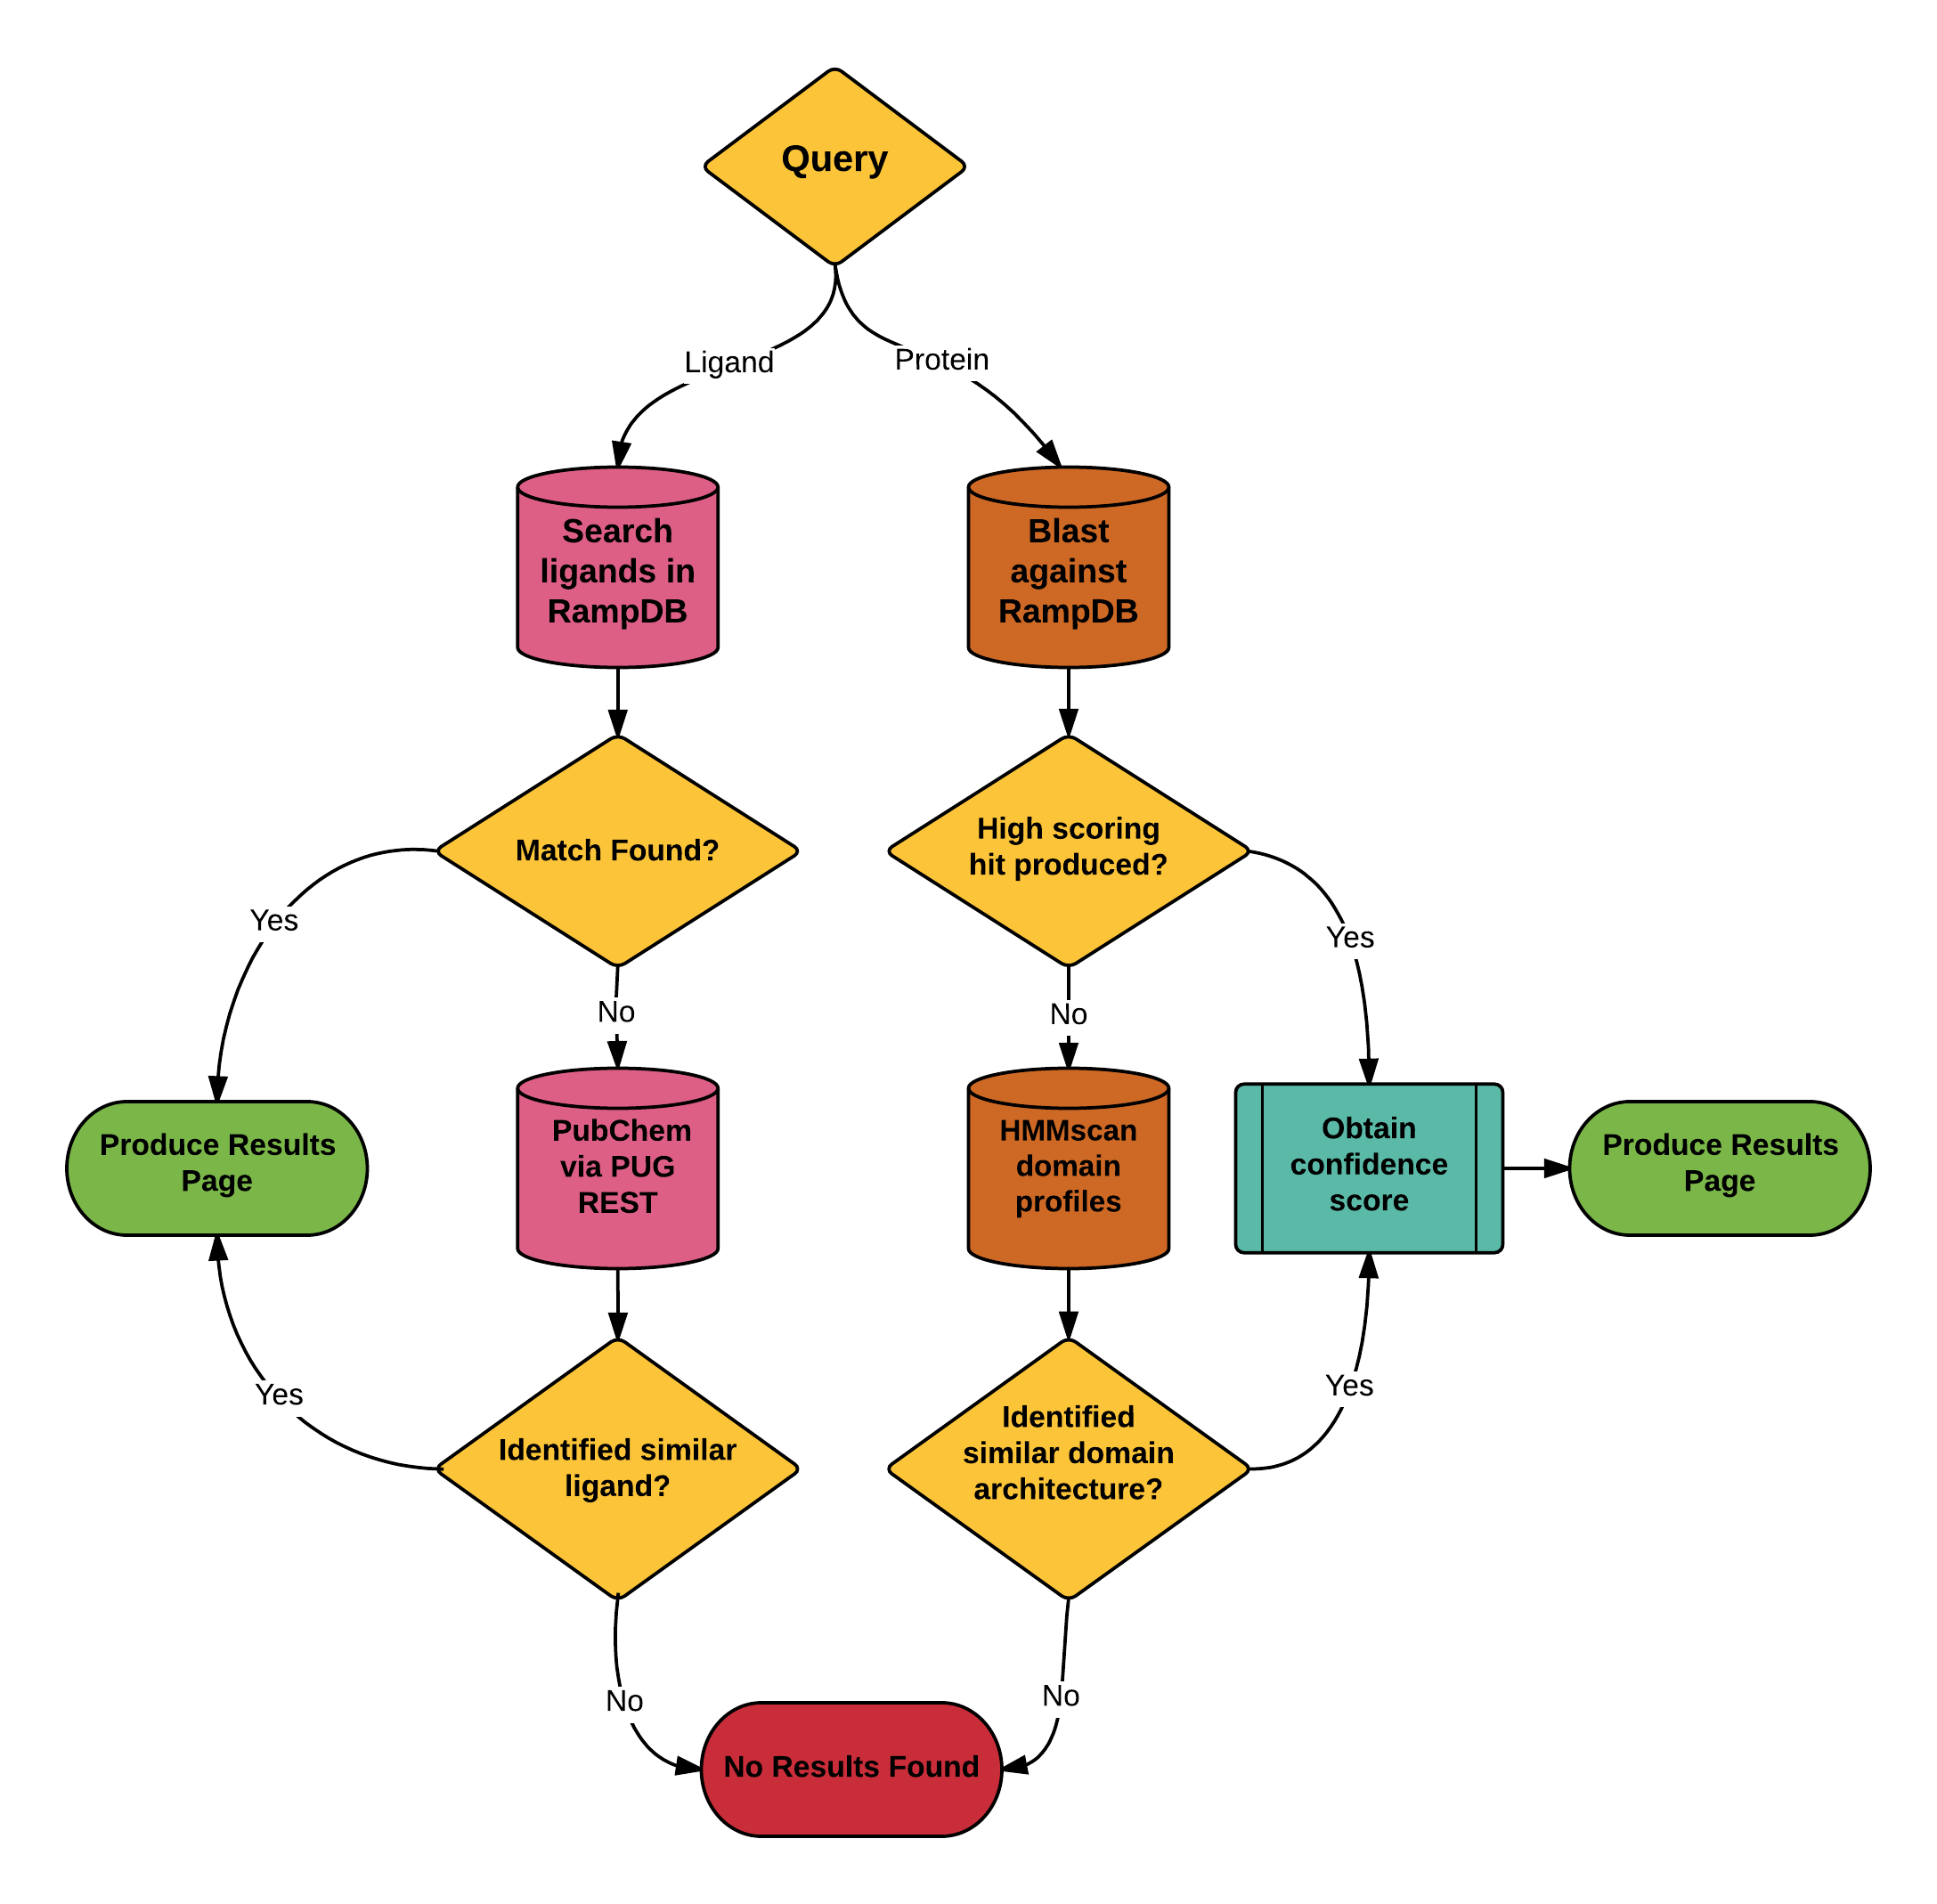 Query
Ligand
Protein
Search
ligands in
RampDB
Blast
against
RampDB
Match Found?
High scoring
hit produced?
Yes
Yes
No
No
Produce Results
Page
PubChem
via PUG
REST
HMMscan
domain
profiles
Obtain
confidence
score
Produce Results
Page
Yes
Yes
Identified similar
ligand?
Identified
similar domain
architecture?
No
No
No Results Found